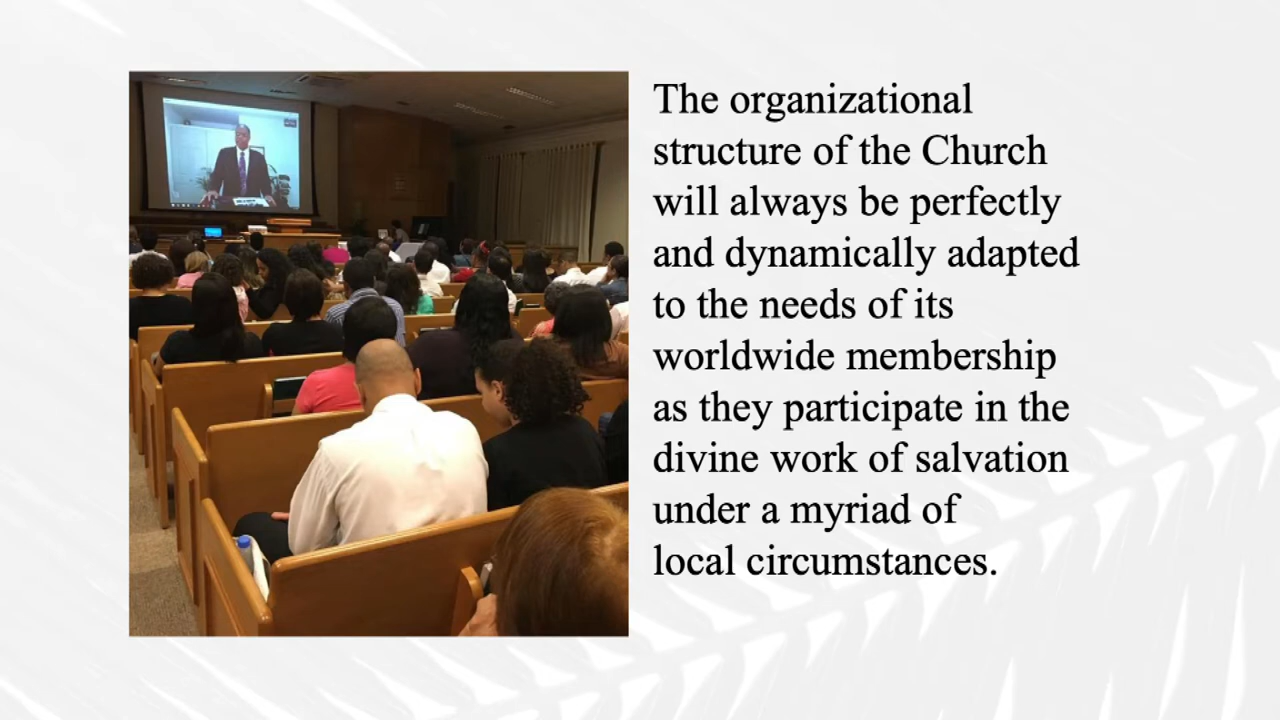 The organizational
structure of the Church
will always be perfectly
and dynamically adapted
to the needs of its
worldwide membership
as they participate in the
divine work of salvation
under a myriad of
local circumstances.